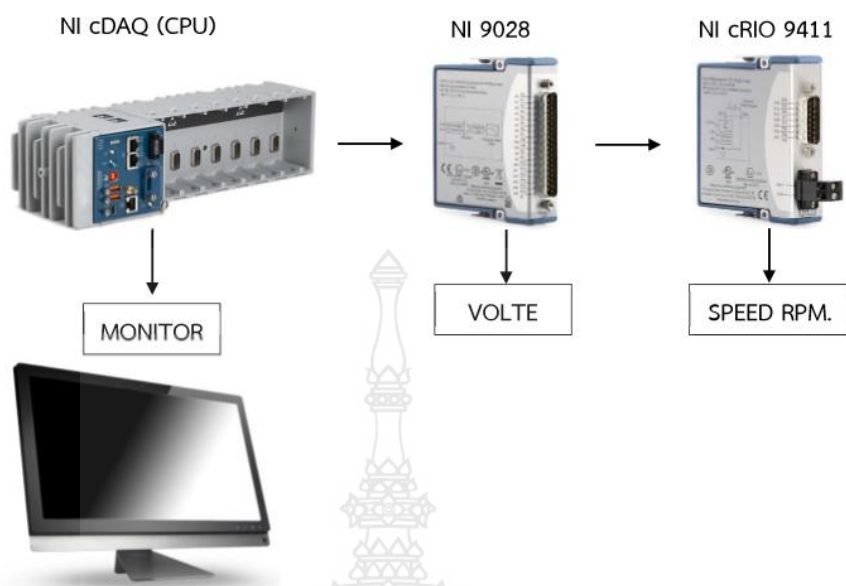 NI cDAQ (CPU)
NI 9028
NI cRIO 9411
MONITOR
VOLTE
SPEED RPM.